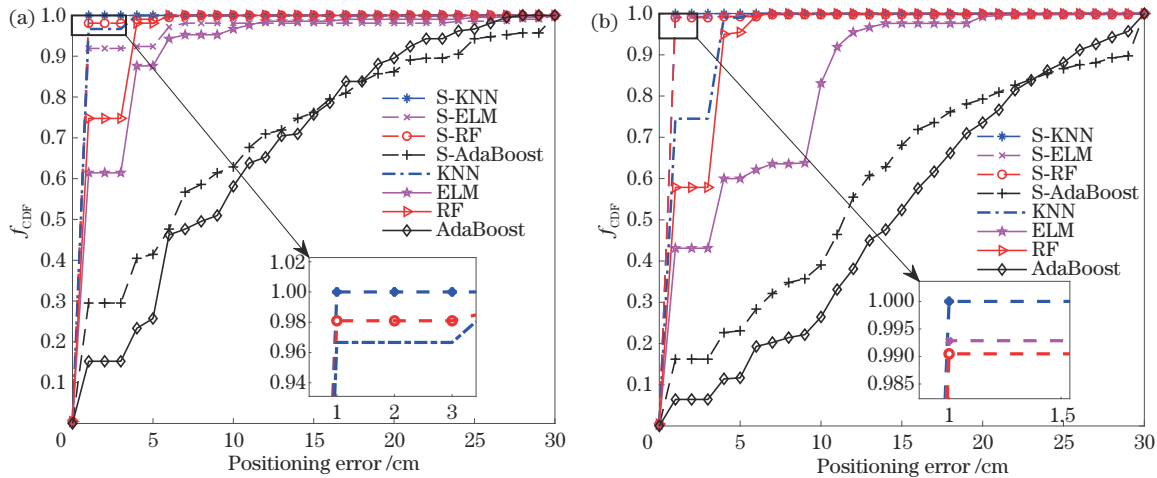 (a)
1.0
0.9
0.8
0.7
0.6
0.5
0.4
0.3
0.2
0.1
0
5
10
15
20
25
30
fCDF
Positioning error /cm
S-KNN
S-ELM
S-RF
S-AdaBoost
KNN
ELM
RF
AdaBoost
1.02
1.00
0.98
0.96
0.94
1
2
3
(b)
1.0
0.9
0.8
0.7
0.6
0.5
0.4
0.3
0.2
0.1
0
5
10
15
20
25
30
fCDF
Positioning error /cm
S-KNN
S-ELM
S-RF
S-AdaBoost
KNN
ELM
RF
AdaBoost
1.000
0.995
0.990
0.985
1
1.5